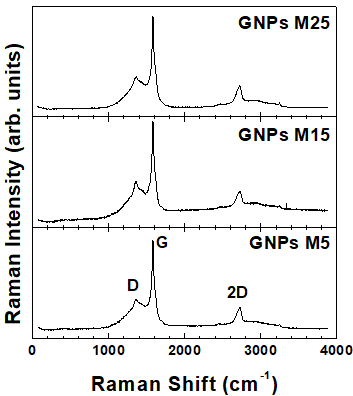 GNPs M25
GNPs M15
GNPs M5
G
D
2D
0 1000 2000 3000 4000
Raman Shift (cm⁻¹)
Raman Intensity (arb. units)